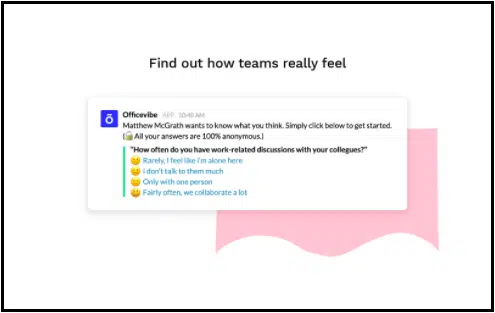 Find out how teams really feel
Officevibe APP 10:48 AM
Matthew McGrath wants to know what you think. Simply click below to get started.
(🔒 All your answers are 100% anonymous.)
"How often do you have work-related discussions with your collegues?"
Rarely, I feel like i'm alone here
I don't talk to them much
Only with one person
Fairly often, we collaborate a lot